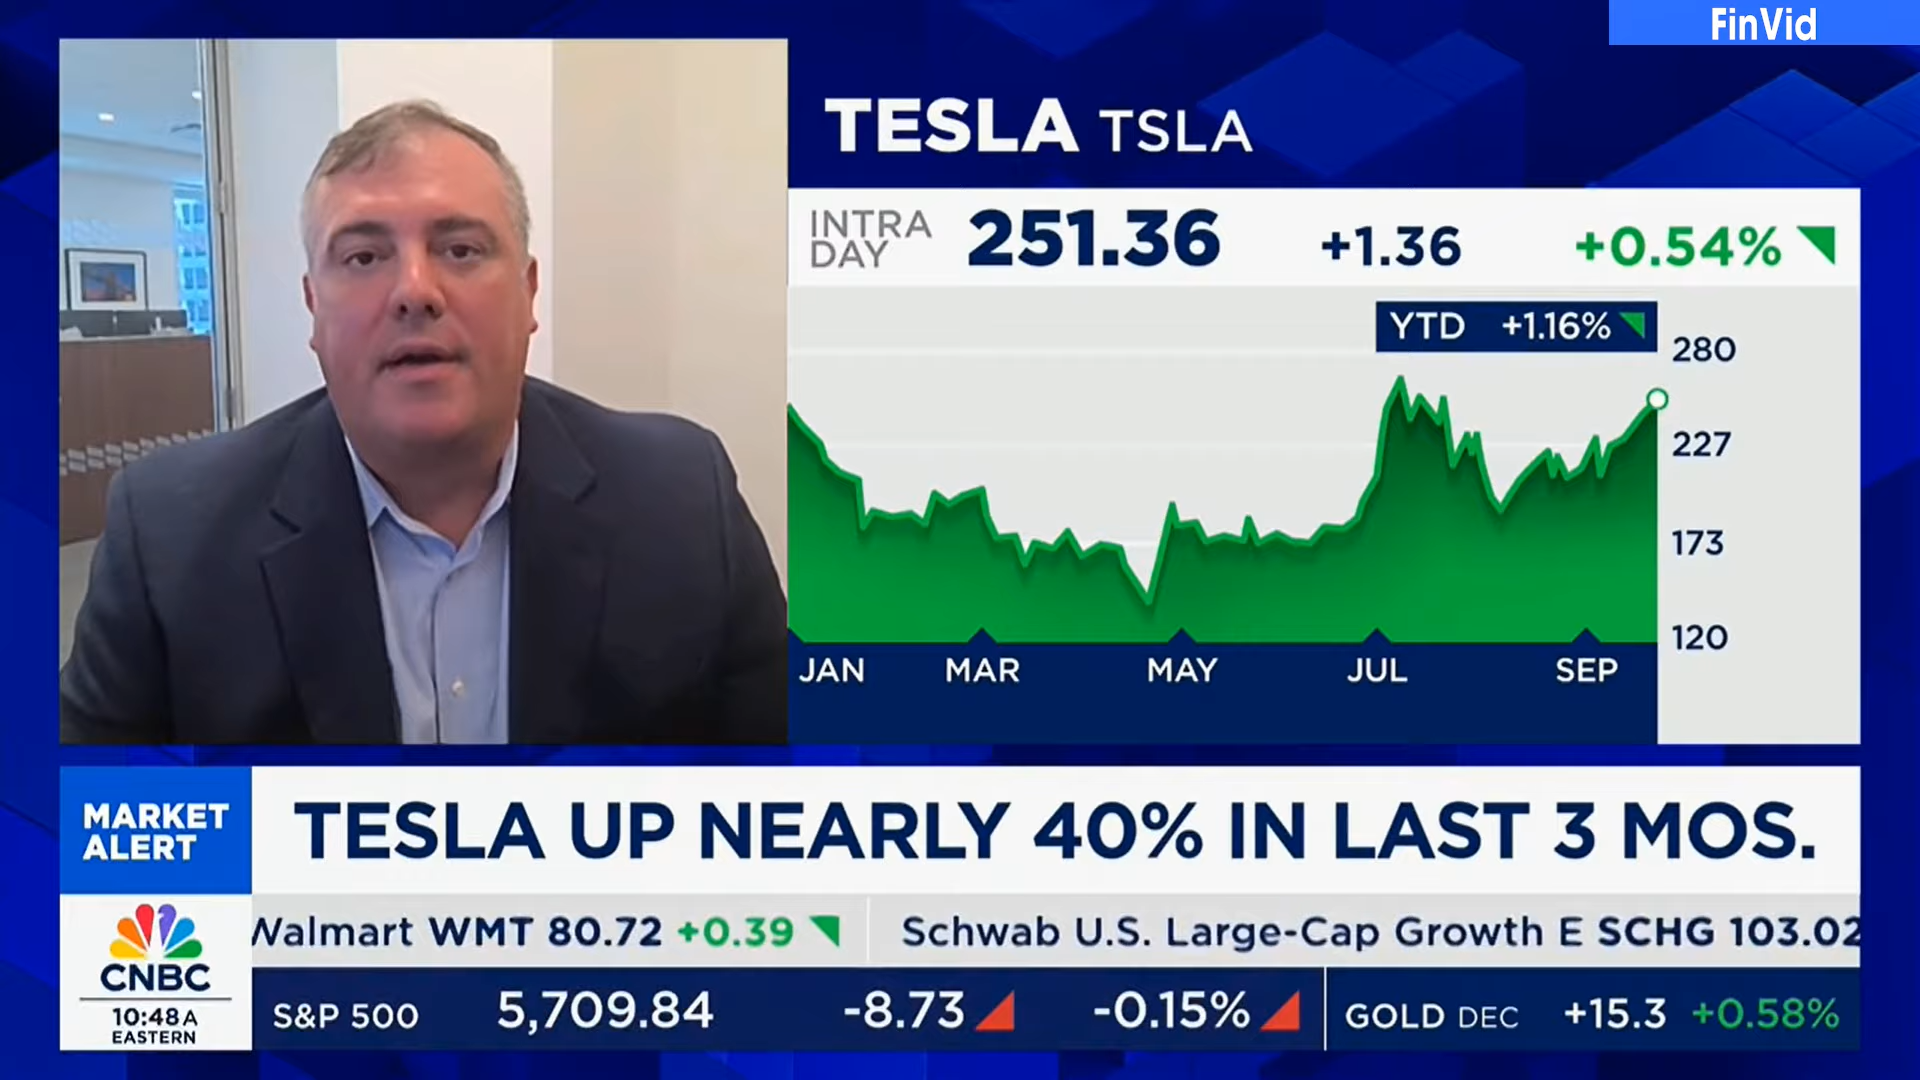 FinVid
TESLA TSLA
INTRA DAY 251.36 +1.36 +0.54%
YTD +1.16%
280
227
173
120
JAN MAR MAY JUL SEP
MARKET ALERT
TESLA UP NEARLY 40% IN LAST 3 MOS.
Walmart WMT 80.72 +0.39 Schwab U.S. Large-Cap Growth E SCHG 103.02
CNBC
10:48A
EASTERN
S&P 500 5,709.84 -8.73 -0.15% GOLD DEC +15.3 +0.58%